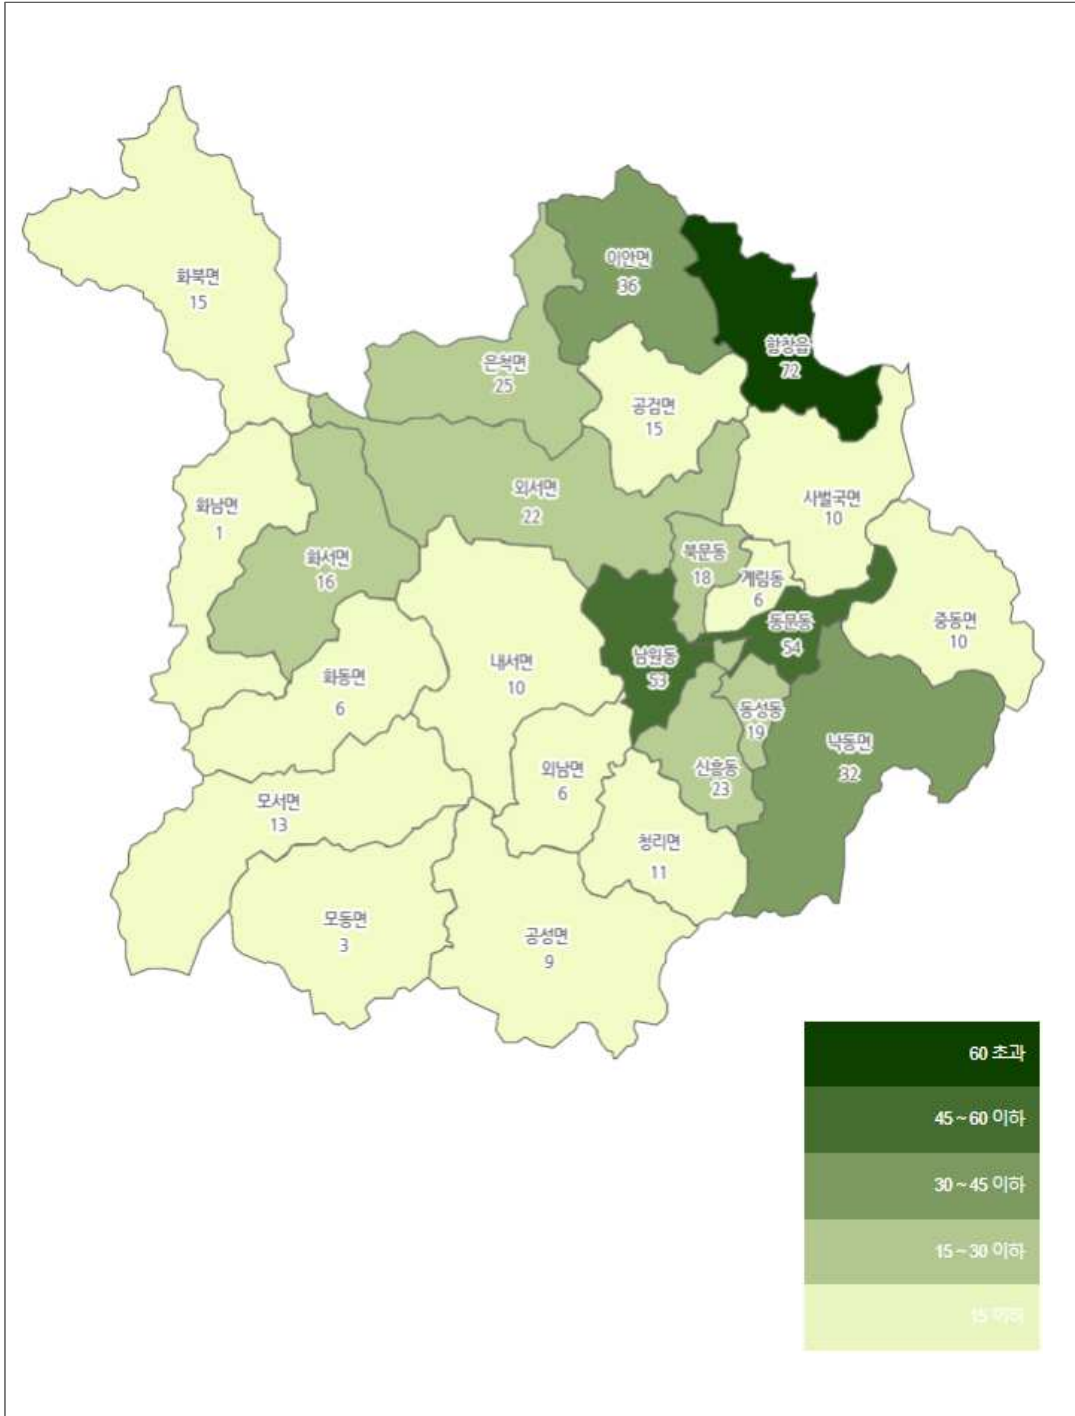 이안면
36
화북면
15
함창읍
72
은척면
25
공검면
15
외서면
22
사벌국면
10
화남면
1
화서면
16
북문동
18
계림동
6
동문동
54
중동면
10
남원동
53
내서면
10
화동면
6
동성동
19
낙동면
32
신흥동
23
외남면
6
모서면
13
청리면
11
모동면
3
공성면
9
60 초과
45 ~ 60 이하
30 ~ 45 이하
15 ~ 30 이하
15 이하